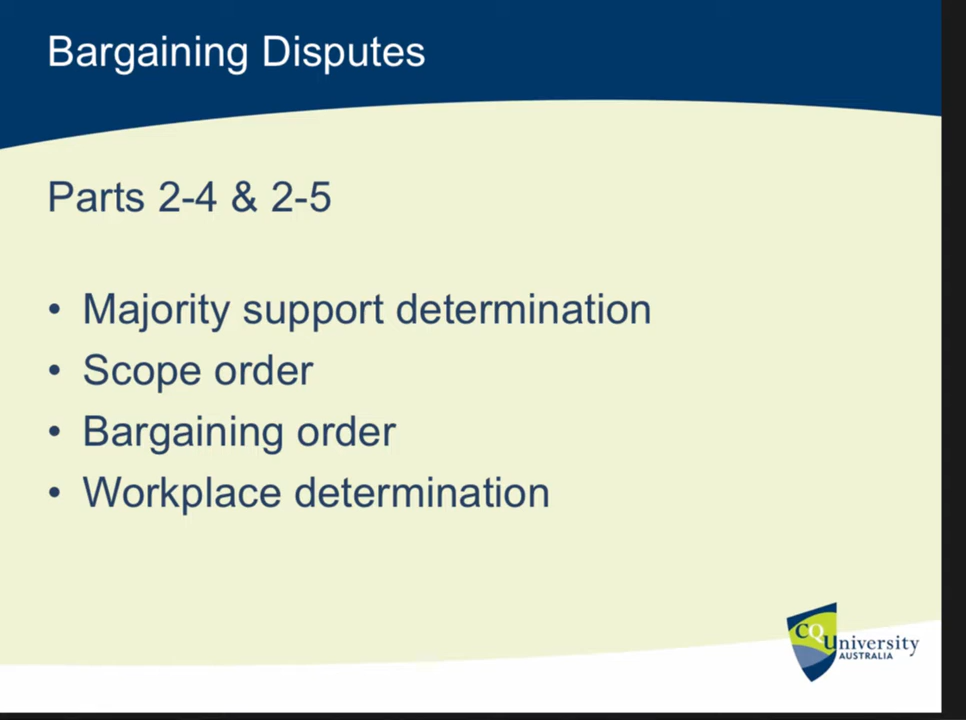 Bargaining Disputes
Parts 2-4 & 2-5
• Majority support determination
• Scope order
• Bargaining order
• Workplace determination
CQUniversity
AUSTRALIA